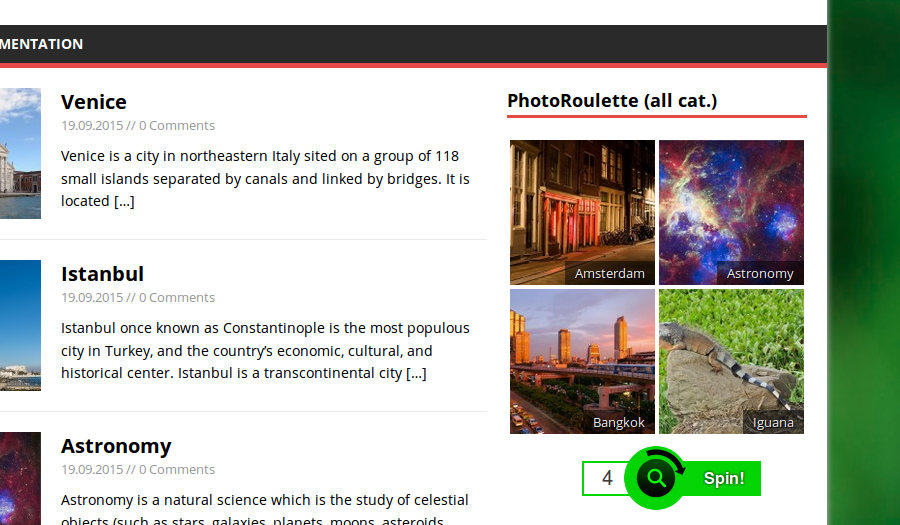 MENTATION
Venice
19.09.2015 // 0 Comments
Venice is a city in northeastern Italy sited on a group of 118
small islands separated by canals and linked by bridges. It is
located [...]
Istanbul
19.09.2015 // 0 Comments
Istanbul once known as Constantinople is the most populous
city in Turkey, and the country’s economic, cultural, and
historical center. Istanbul is a transcontinental city [...]
Astronomy
19.09.2015 // 0 Comments
Astronomy is a natural science which is the study of celestial
objects (such as stars, galaxies, planets, moons, asteroids,
PhotoRoulette (all cat.)
Amsterdam
Astronomy
Bangkok
Iguana
4
Spin!